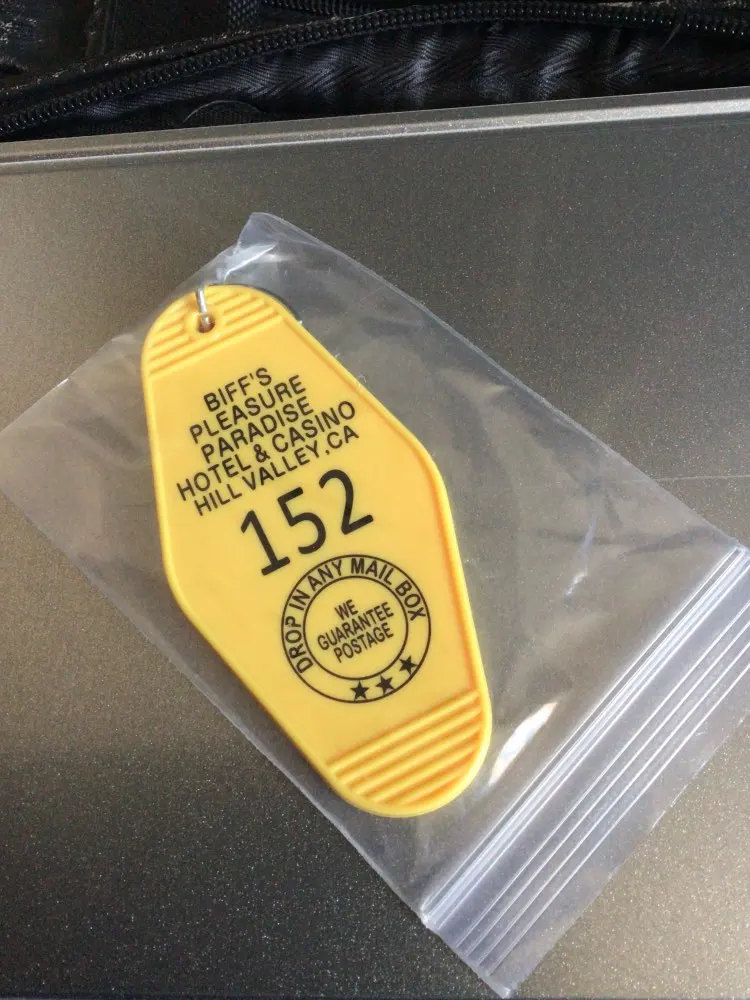 BIFF'S
PLEASURE
PARADISE
HOTEL & CASINO
HILL VALLEY, CA
152
DROP IN ANY MAIL BOX
WE
GUARANTEE
POSTAGE